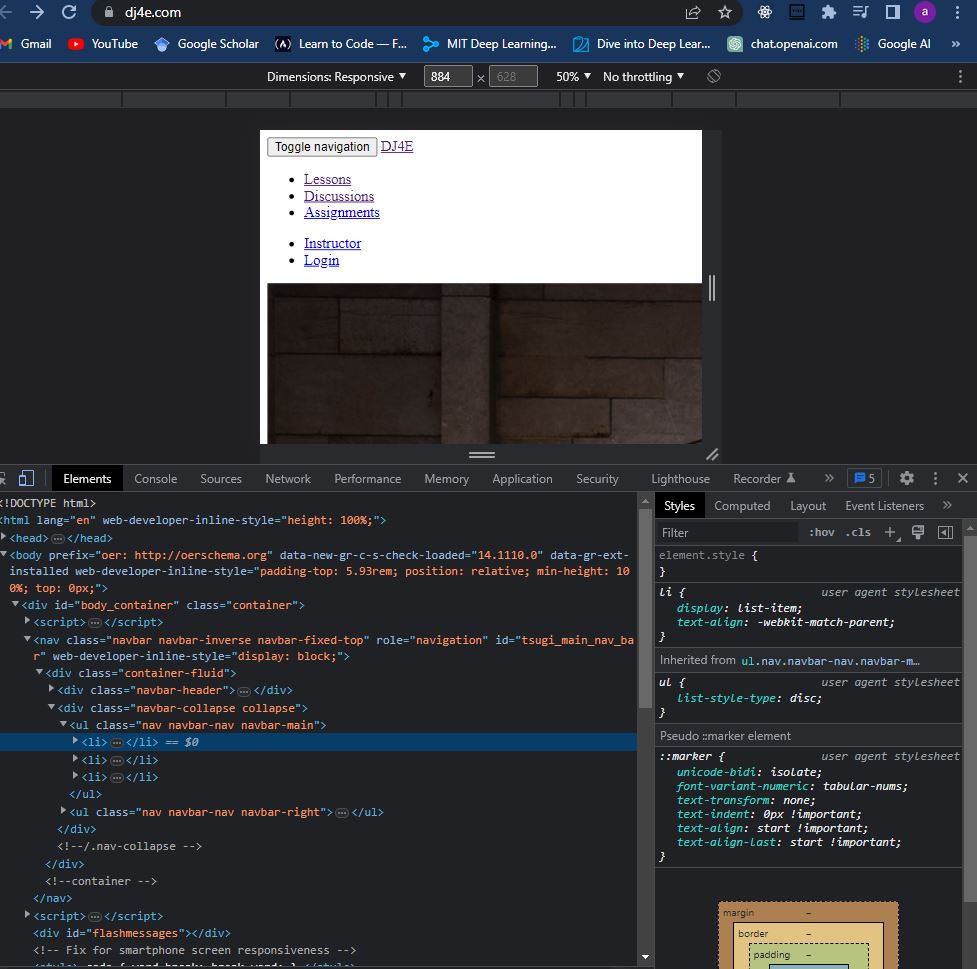 dj4e.com
a
Gmail YouTube Google Scholar Learn to Code — F... MIT Deep Learning... Dive into Deep Lear... chat.openai.com Google AI »
Dimensions: Responsive ▼ 884 × 628 50% ▼ No throttling ▼
Toggle navigation DJ4E
• Lessons
• Discussions
• Assignments
• Instructor
• Login
Elements Console Sources Network Performance Memory Application Security Lighthouse Recorder » 5
<!DOCTYPE html>
<html lang="en" web-developer-inline-style="height: 100%;">
▶<head>…</head>
▼<body prefix="oer: http://oerschema.org" data-new-gr-c-s-check-loaded="14.1110.0" data-gr-ext-
installed web-developer-inline-style="padding-top: 5.93rem; position: relative; min-height: 10
0%; top: 0px;">
▼<div id="body_container" class="container">
▶<script>…</script>
▼<nav class="navbar navbar-inverse navbar-fixed-top" role="navigation" id="tsugi_main_nav_ba
r" web-developer-inline-style="display: block;">
▼<div class="container-fluid">
▶<div class="navbar-header">…</div>
▼<div class="navbar-collapse collapse">
▼<ul class="nav navbar-nav navbar-main">
▶<li>…</li> == $0
▶<li>…</li>
▶<li>…</li>
</ul>
▶<ul class="nav navbar-nav navbar-right">…</ul>
</div>
<!--/.nav-collapse -->
</div>
<!--container -->
</nav>
▶<script>…</script>
<div id="flashmessages"></div>
<!-- Fix for smartphone screen responsiveness -->
<style> code { word-break: break-word; } </style>
Styles Computed Layout Event Listeners »
Filter :hov .cls +
element.style {
}
li { user agent stylesheet
display: list-item;
text-align: -webkit-match-parent;
}
Inherited from ul.nav.navbar-nav.navbar-m…
ul { user agent stylesheet
list-style-type: disc;
}
Pseudo ::marker element
::marker { user agent stylesheet
unicode-bidi: isolate;
font-variant-numeric: tabular-nums;
text-transform: none;
text-indent: 0px !important;
text-align: start !important;
text-align-last: start !important;
}
margin –
border –
padding –